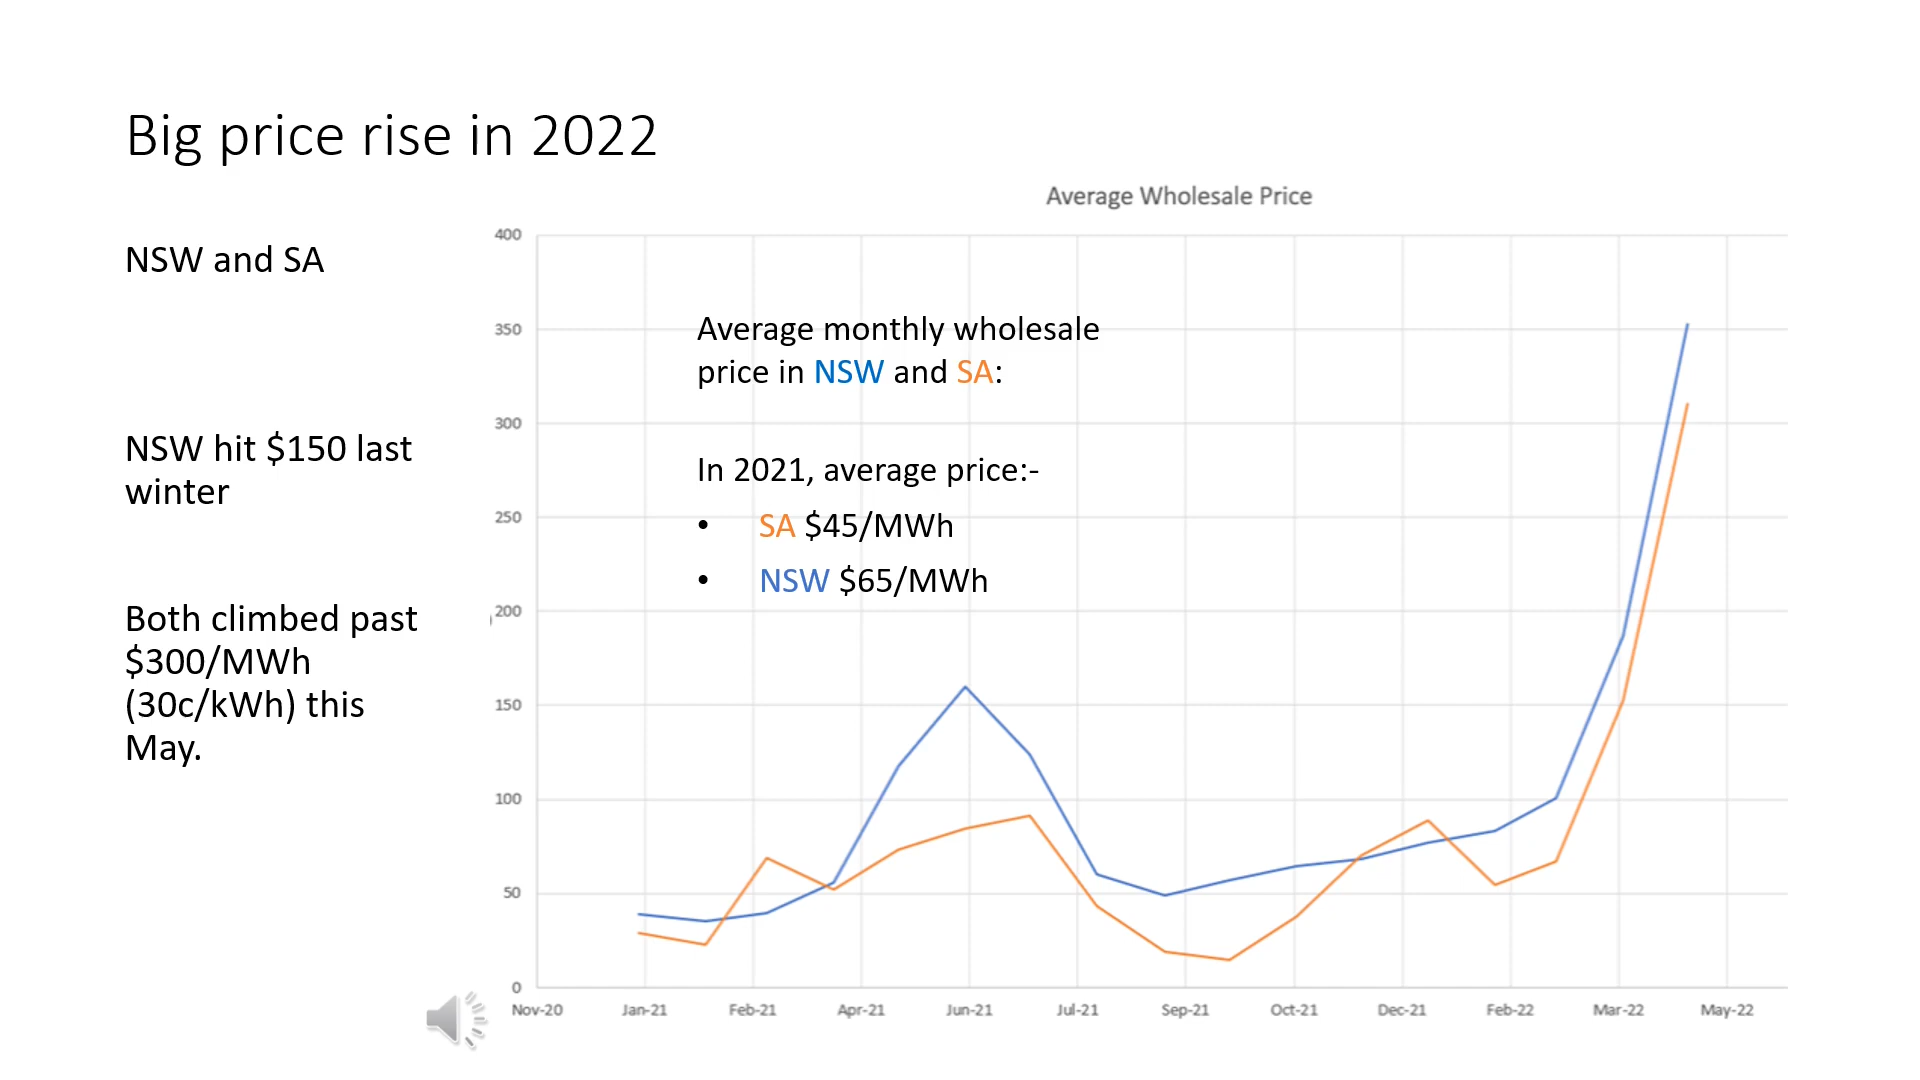 Big price rise in 2022
NSW and SA
NSW hit $150 last
winter
Both climbed past
$300/MWh
(30c/kWh) this
May.
Average Wholesale Price
Average monthly wholesale
price in NSW and SA:
In 2021, average price:-
• SA $45/MWh
• NSW $65/MWh
400
350
300
250
200
150
100
50
0
Nov-20 Jan-21 Feb-21 Apr-21 Jun-21 Jul-21 Sep-21 Oct-21 Dec-21 Feb-22 Mar-22 May-22